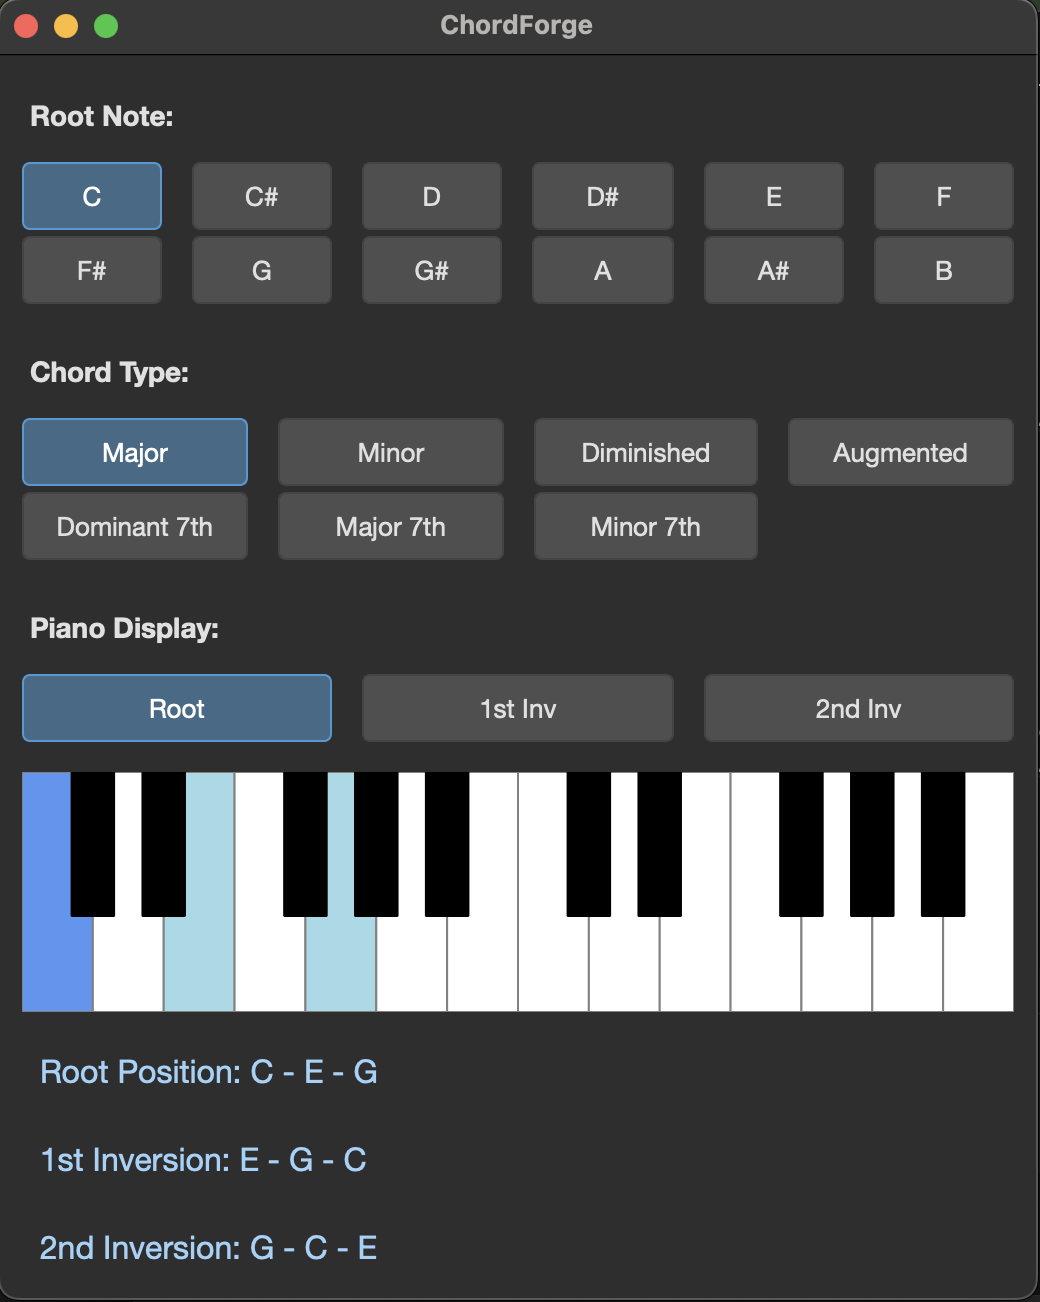 ChordForge
Root Note:
C C# D D# E F
F# G G# A A# B
Chord Type:
Major Minor Diminished Augmented
Dominant 7th Major 7th Minor 7th
Piano Display:
Root 1st Inv 2nd Inv
Root Position: C - E - G
1st Inversion: E - G - C
2nd Inversion: G - C - E